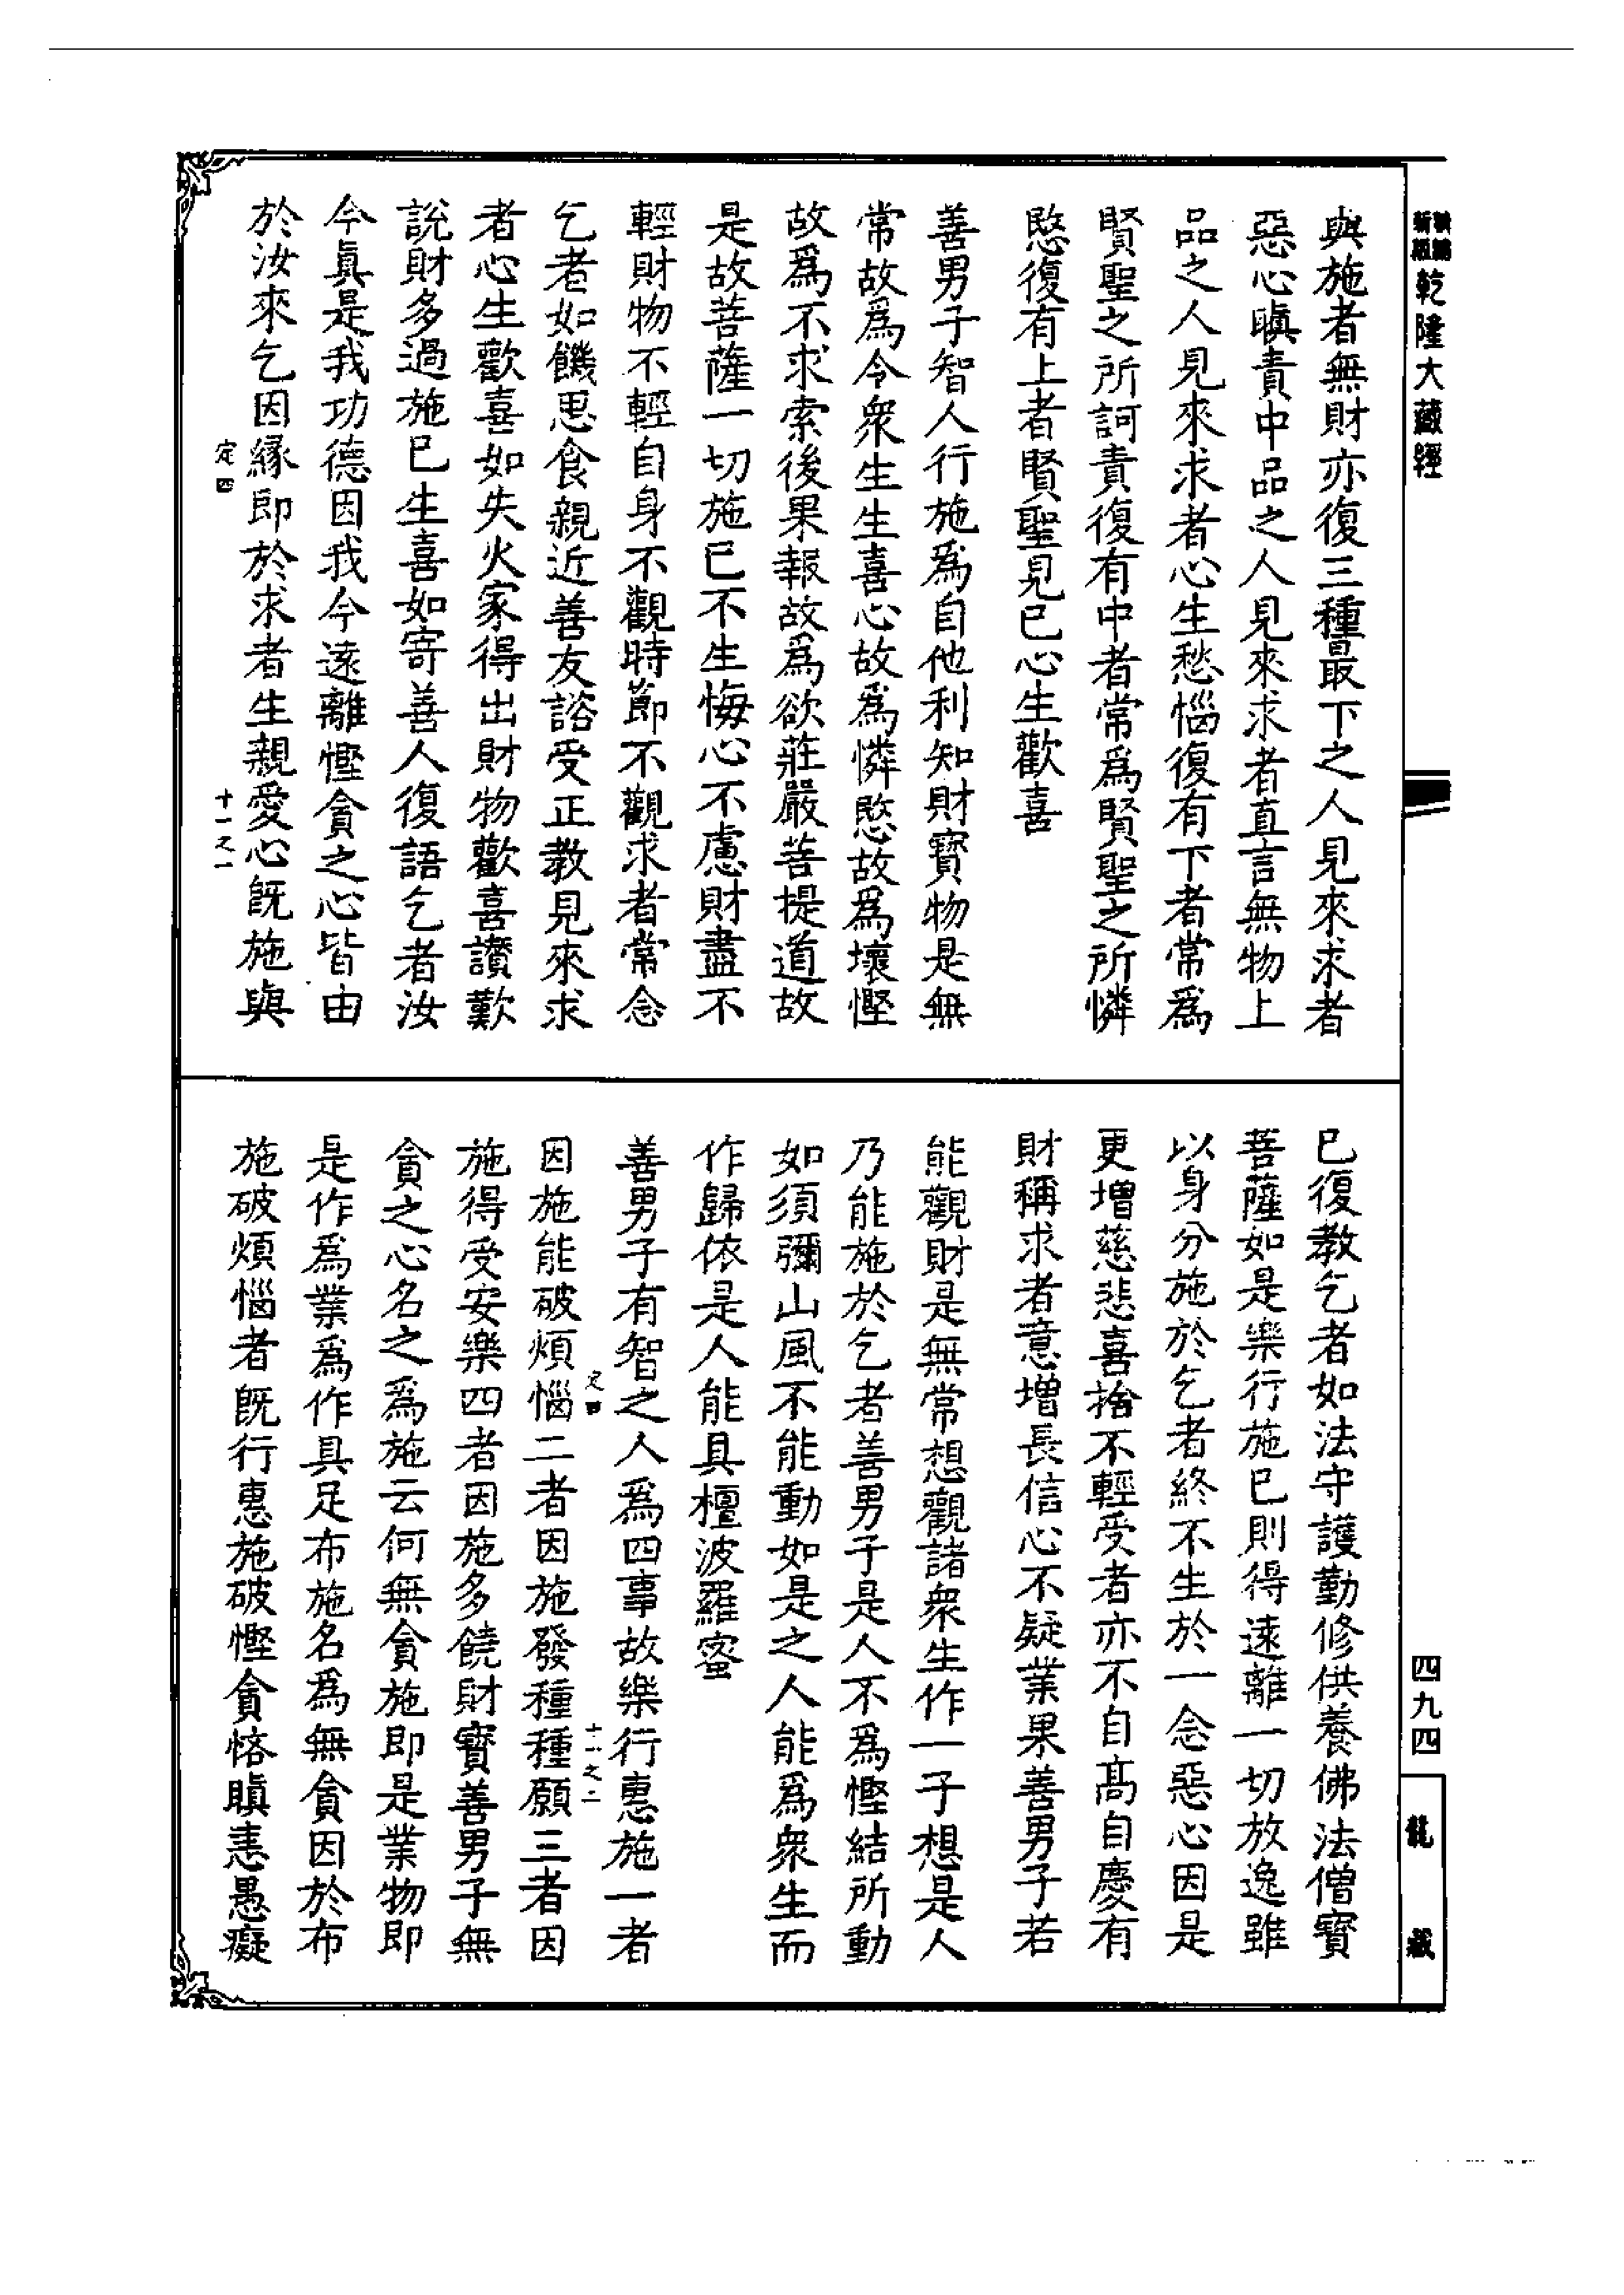 新編
新版
乾隆大藏經
與施者無財亦復三種最下之人見來求者
惡心瞋責中品之人見來求者直言無物上
品之人見來求者心生愁惱復有下者常為
賢聖之所訶責復有中者常為賢聖之所憐
愍復有上者賢聖見已心生歡喜
善男子智人行施為自他利知財寶物是無
常故為令衆生生喜心故為憐愍故為壞慳
故為不求索後果報故為欲莊嚴菩提道故
是故菩薩一切施已不生悔心不慮財盡不
輕財物不輕自身不觀時節不觀求者常念
乞者如饑思食親近善友諮受正教見來求
者心生歡喜如失火家得出財物歡喜讚歎
說財多過施已生喜如寄善人復語乞者汝
今真是我功德因我今遠離慳貪之心皆由
於汝來乞因緣即於求者生親愛心既施與
定四
十一之一
已復教乞者如法守護勤修供養佛法僧寶
菩薩如是樂行施已則得遠離一切放逸雖
以身分施於乞者終不生於一念惡心因是
更增慈悲喜捨不輕受者亦不自高自慶有
財稱求者意增長信心不疑業果善男子若
能觀財是無常想觀諸衆生作一子想是人
乃能施於乞者善男子是人不為慳結所動
如須彌山風不能動如是之人能為衆生而
作歸依是人能具檀波羅蜜
善男子有智之人為四事故樂行惠施一者
定四
十一之二
因施能破煩惱二者因施發種種願三者因
施得受安樂四者因施多饒財寶善男子無
貪之心名之為施云何無貪施即是業物即
是作為業為作具足布施名為無貪因於布
施破煩惱者既行惠施破慳貪悋瞋恚愚癡
四九四
龍藏